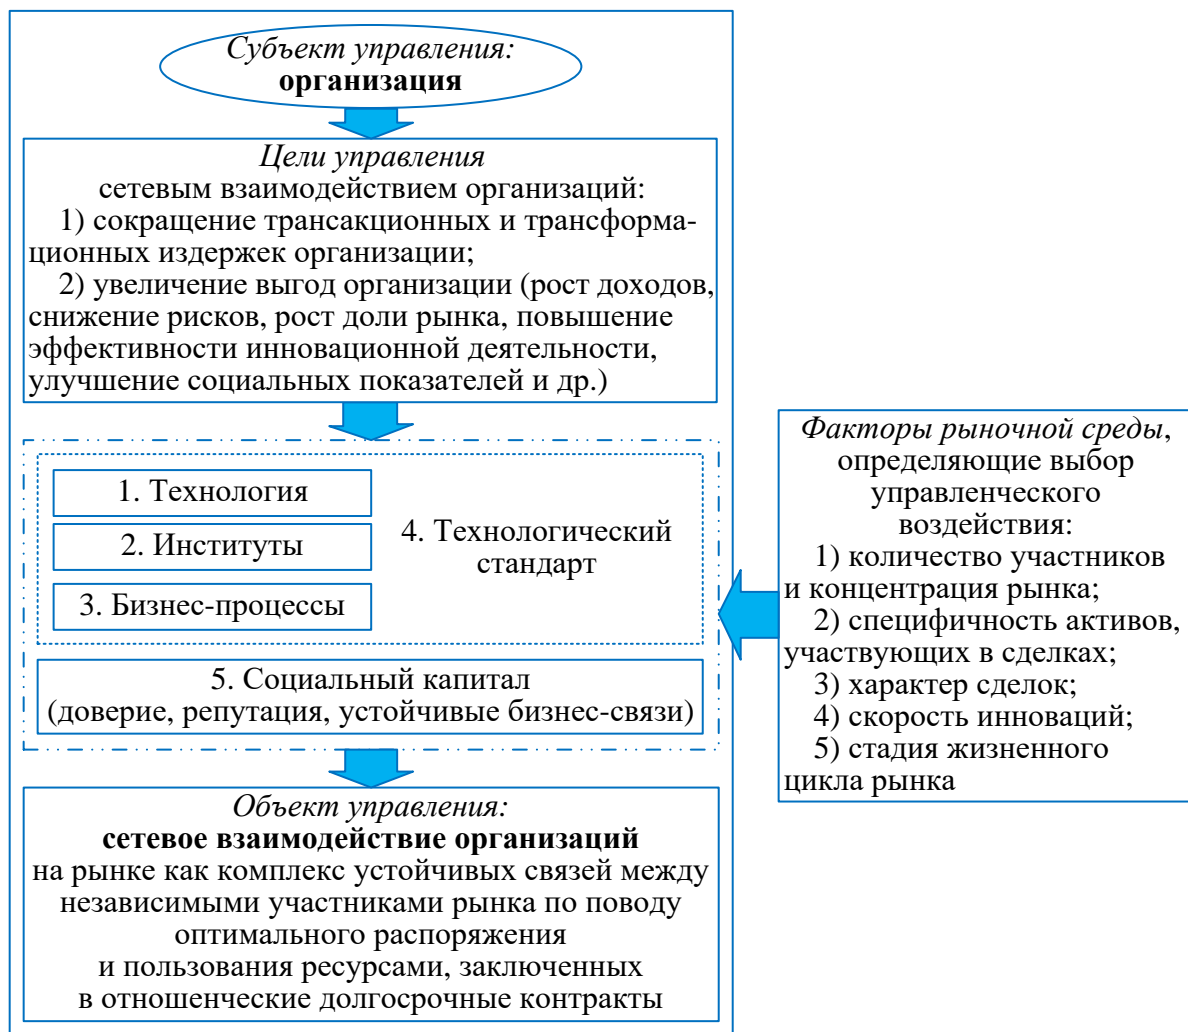 Субъект управления:
организация
Цели управления
сетевым взаимодействием организаций:
1) сокращение трансакционных и трансформа-
ционных издержек организации;
2) увеличение выгод организации (рост доходов,
снижение рисков, рост доли рынка, повышение
эффективности инновационной деятельности,
улучшение социальных показателей и др.)
1. Технология
2. Институты
3. Бизнес-процессы
4. Технологический
стандарт
5. Социальный капитал
(доверие, репутация, устойчивые бизнес-связи)
Объект управления:
сетевое взаимодействие организаций
на рынке как комплекс устойчивых связей между
независимыми участниками рынка по поводу
оптимального распоряжения
и пользования ресурсами, заключенных
в отношенческие долгосрочные контракты
Факторы рыночной среды,
определяющие выбор
управленческого
воздействия:
1) количество участников
и концентрация рынка;
2) специфичность активов,
участвующих в сделках;
3) характер сделок;
4) скорость инноваций;
5) стадия жизненного
цикла рынка